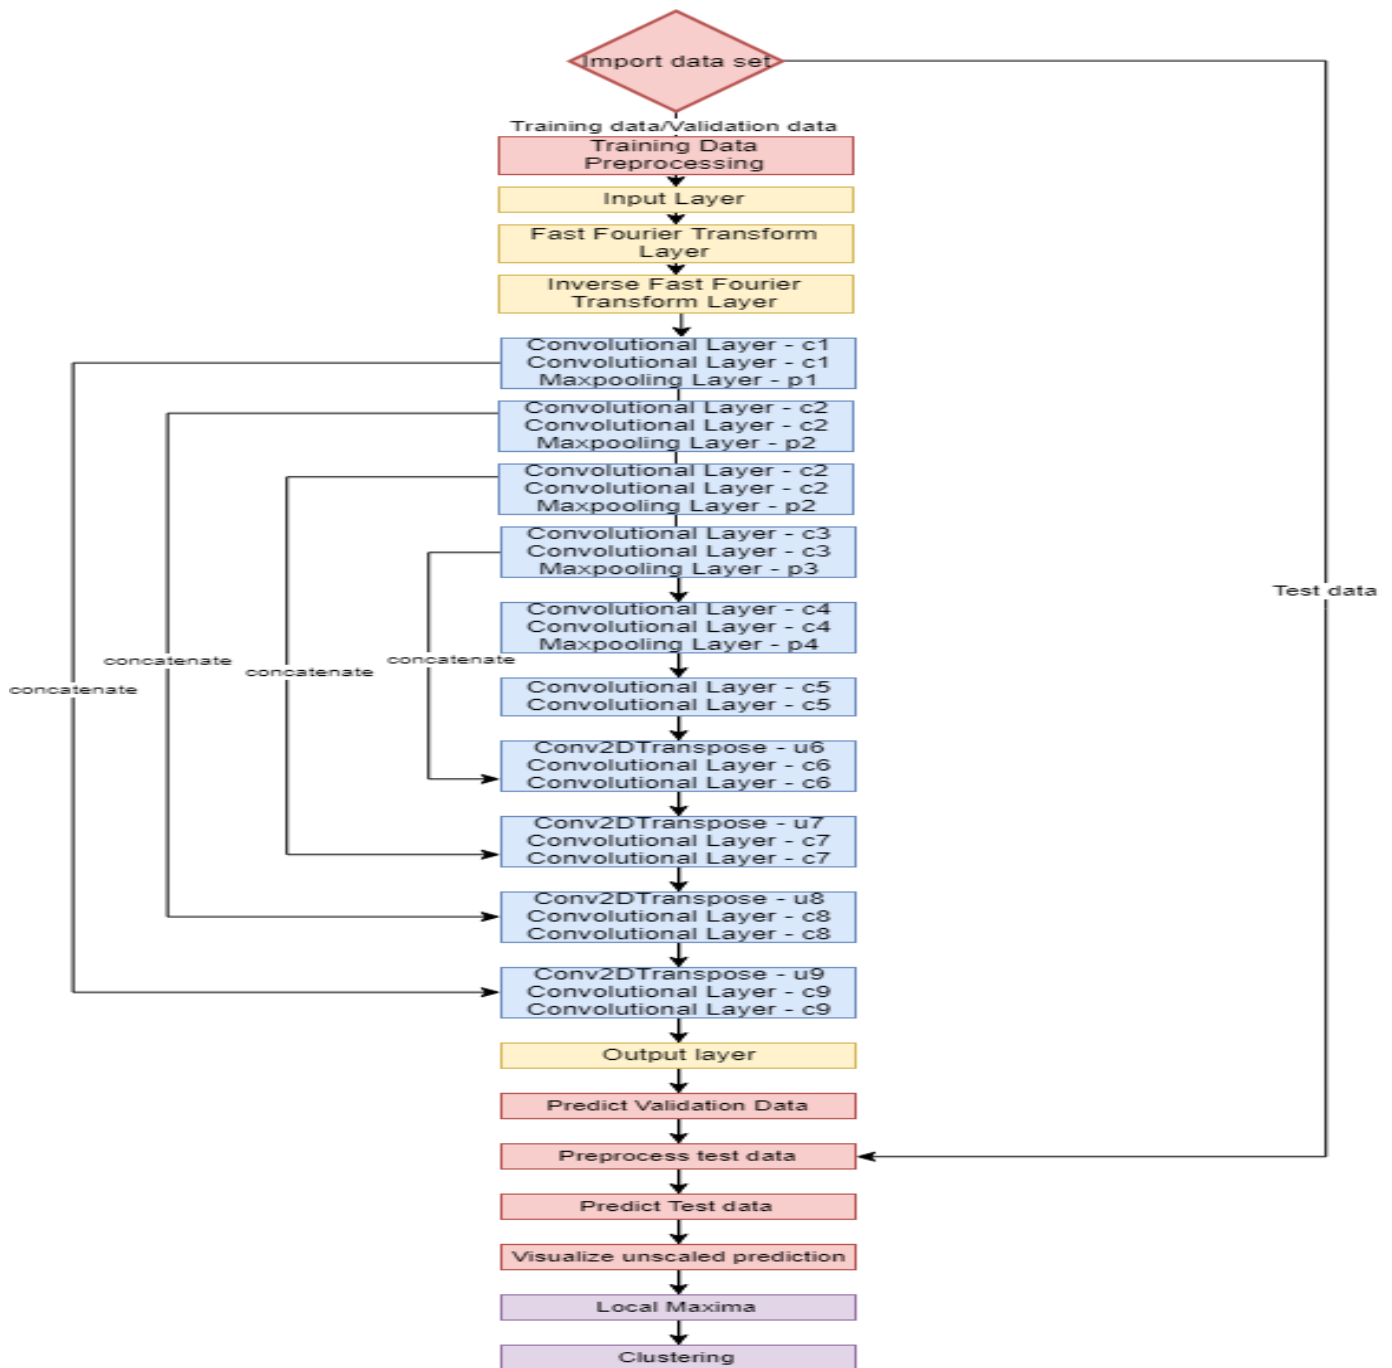 Import data set
Training data/Validation data
Training Data
Preprocessing
Input Layer
Fast Fourier Transform
Layer
Inverse Fast Fourier
Transform Layer
Convolutional Layer - c1
Convolutional Layer - c1
Maxpooling Layer - p1
Convolutional Layer - c2
Convolutional Layer - c2
Maxpooling Layer - p2
Convolutional Layer - c2
Convolutional Layer - c2
Maxpooling Layer - p2
Convolutional Layer - c3
Convolutional Layer - c3
Maxpooling Layer - p3
Test data
Convolutional Layer - c4
Convolutional Layer - c4
Maxpooling Layer - p4
concatenate
concatenate
concatenate
concatenate
Convolutional Layer - c5
Convolutional Layer - c5
Conv2DTranspose - u6
Convolutional Layer - c6
Convolutional Layer - c6
Conv2DTranspose - u7
Convolutional Layer - c7
Convolutional Layer - c7
Conv2DTranspose - u8
Convolutional Layer - c8
Convolutional Layer - c8
Conv2DTranspose - u9
Convolutional Layer - c9
Convolutional Layer - c9
Output layer
Predict Validation Data
Preprocess test data
Predict Test data
Visualize unscaled prediction
Local Maxima
Clustering